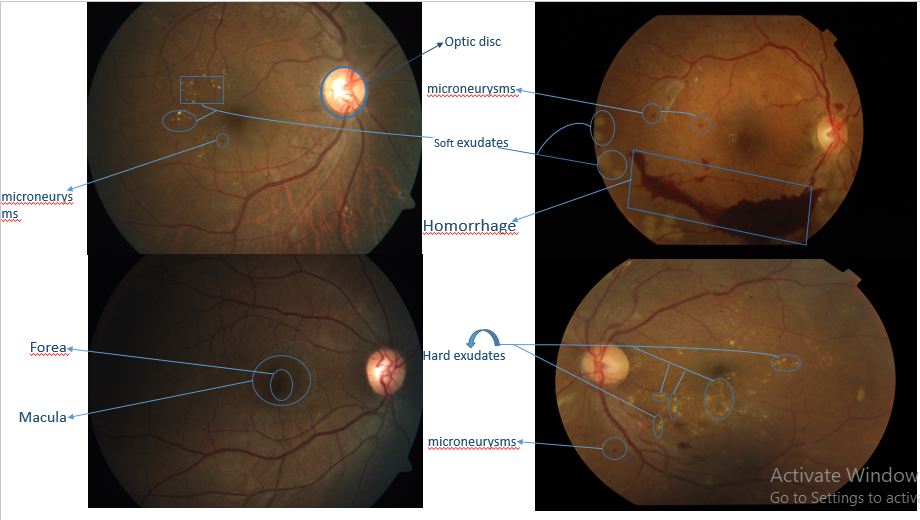 Optic disc
microneurysms
Soft exudates
microneurys
ms
Homorrhage
Forea
Hard exudates
Macula
microneurysms
Activate Window
Go to Settings to activ